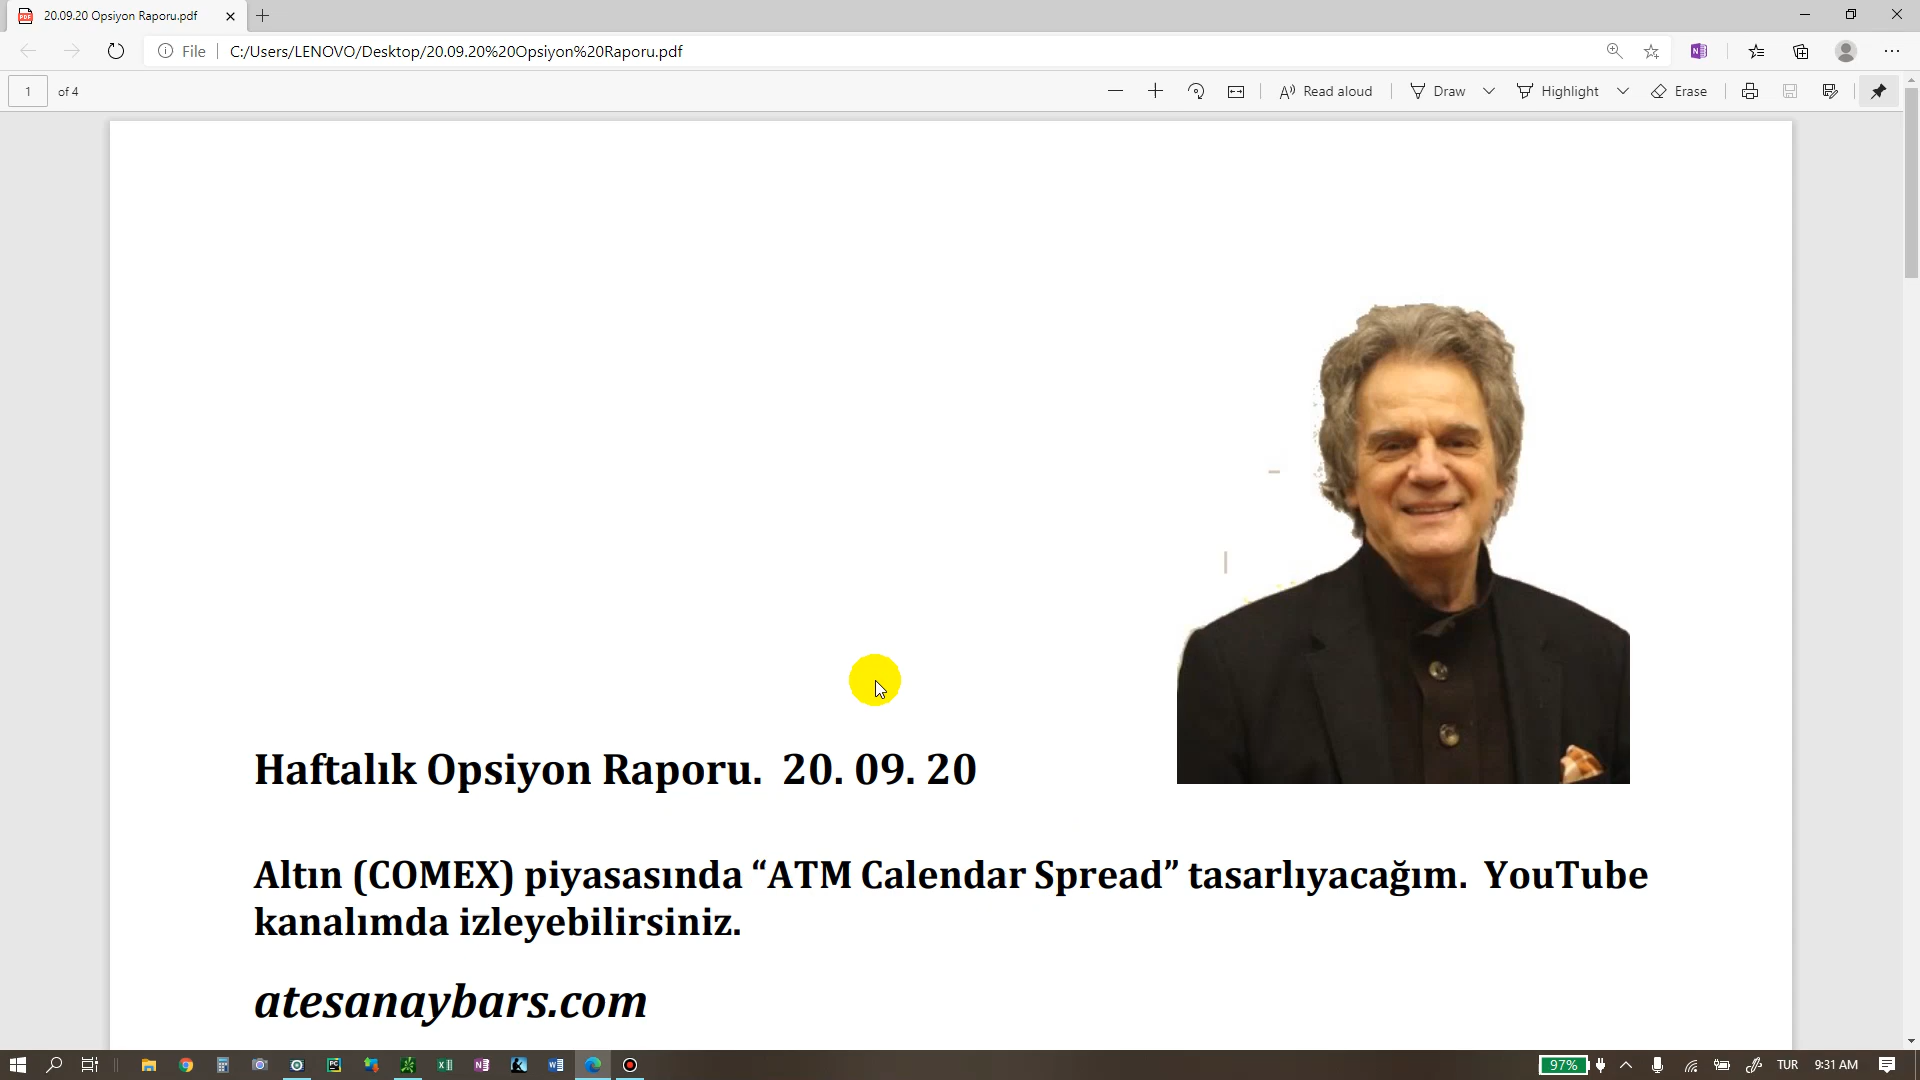 20.09.20 Opsiyon Raporu.pdf
File
C:/Users/LENOVO/Desktop/20.09.20%20Opsiyon%20Raporu.pdf
1 of 4
Read aloud
Draw
Highlight
Erase
Haftalık Opsiyon Raporu. 20. 09. 20
Altın (COMEX) piyasasında “ATM Calendar Spread” tasarlıyacağım. YouTube
kanalımda izleyebilirsiniz.
atesanaybars.com
97%
TUR
9:31 AM